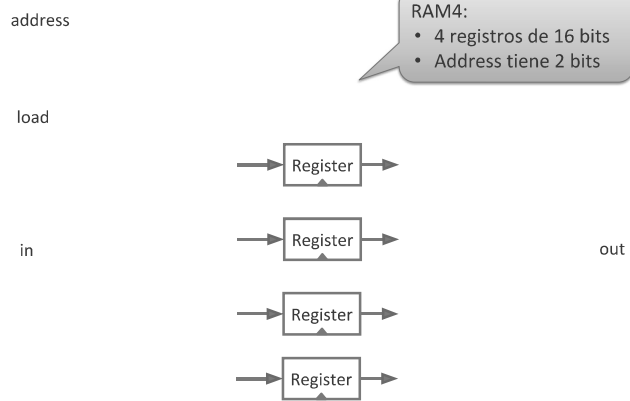 address
RAM4:
• 4 registros de 16 bits
• Address tiene 2 bits
load
Register
Register
in
out
Register
Register